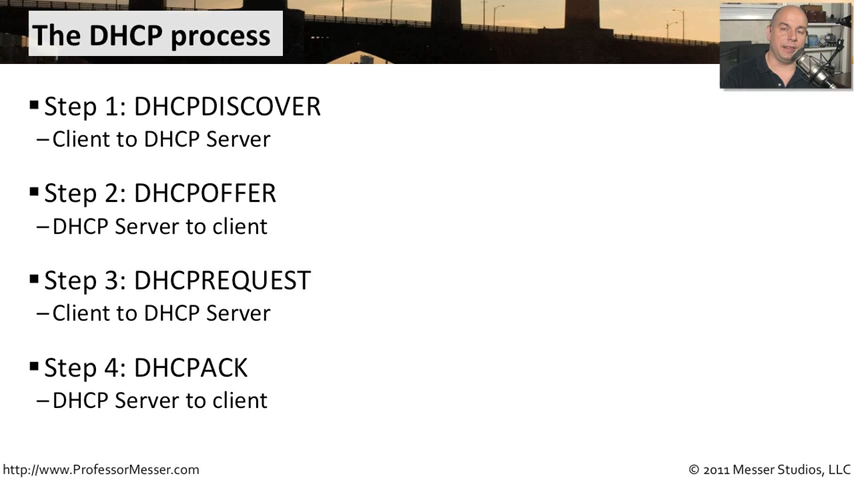 The DHCP process
▪ Step 1: DHCPDISCOVER
– Client to DHCP Server
▪ Step 2: DHCPOFFER
– DHCP Server to client
▪ Step 3: DHCPREQUEST
– Client to DHCP Server
▪ Step 4: DHCPACK
– DHCP Server to client
http://www.ProfessorMesser.com
© 2011 Messer Studios, LLC